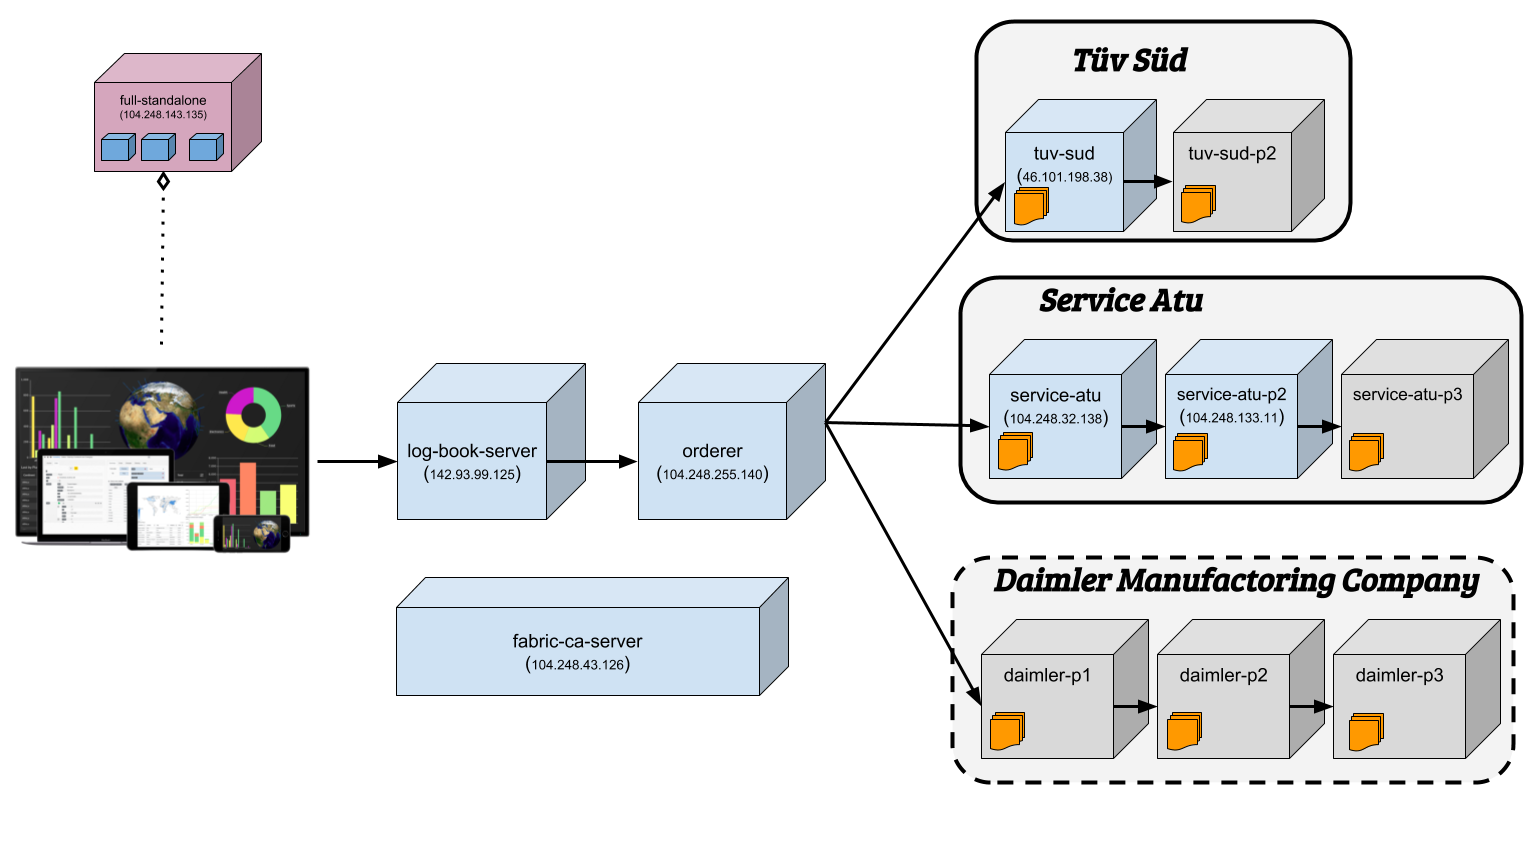 full-standalone
(104.248.143.135)
Tüv Süd
tuv-sud
(46.101.198.38)
tuv-sud-p2
Service Atu
service-atu
(104.248.32.138)
service-atu-p2
(104.248.133.11)
service-atu-p3
log-book-server
(142.93.99.125)
orderer
(104.248.255.140)
fabric-ca-server
(104.248.43.126)
Daimler Manufactoring Company
daimler-p1
daimler-p2
daimler-p3